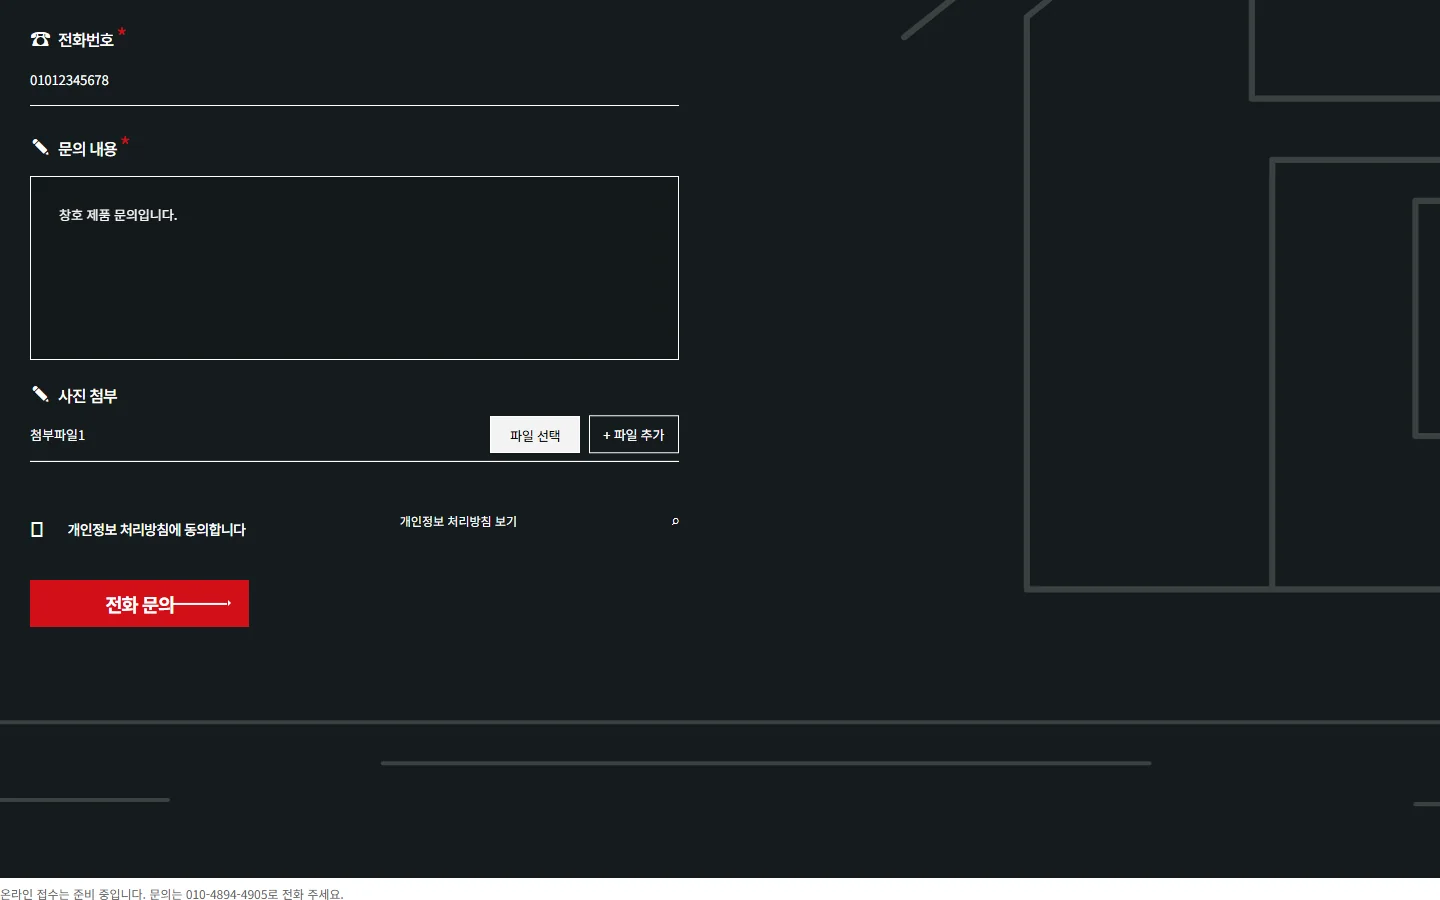 전화번호 *
01012345678
문의 내용 *
창호 제품 문의입니다.
사진 첨부
첨부파일1
파일 선택
+ 파일 추가
개인정보 처리방침에 동의합니다
개인정보 처리방침 보기
전화 문의
온라인 접수는 준비 중입니다. 문의는 010-4894-4905로 전화 주세요.